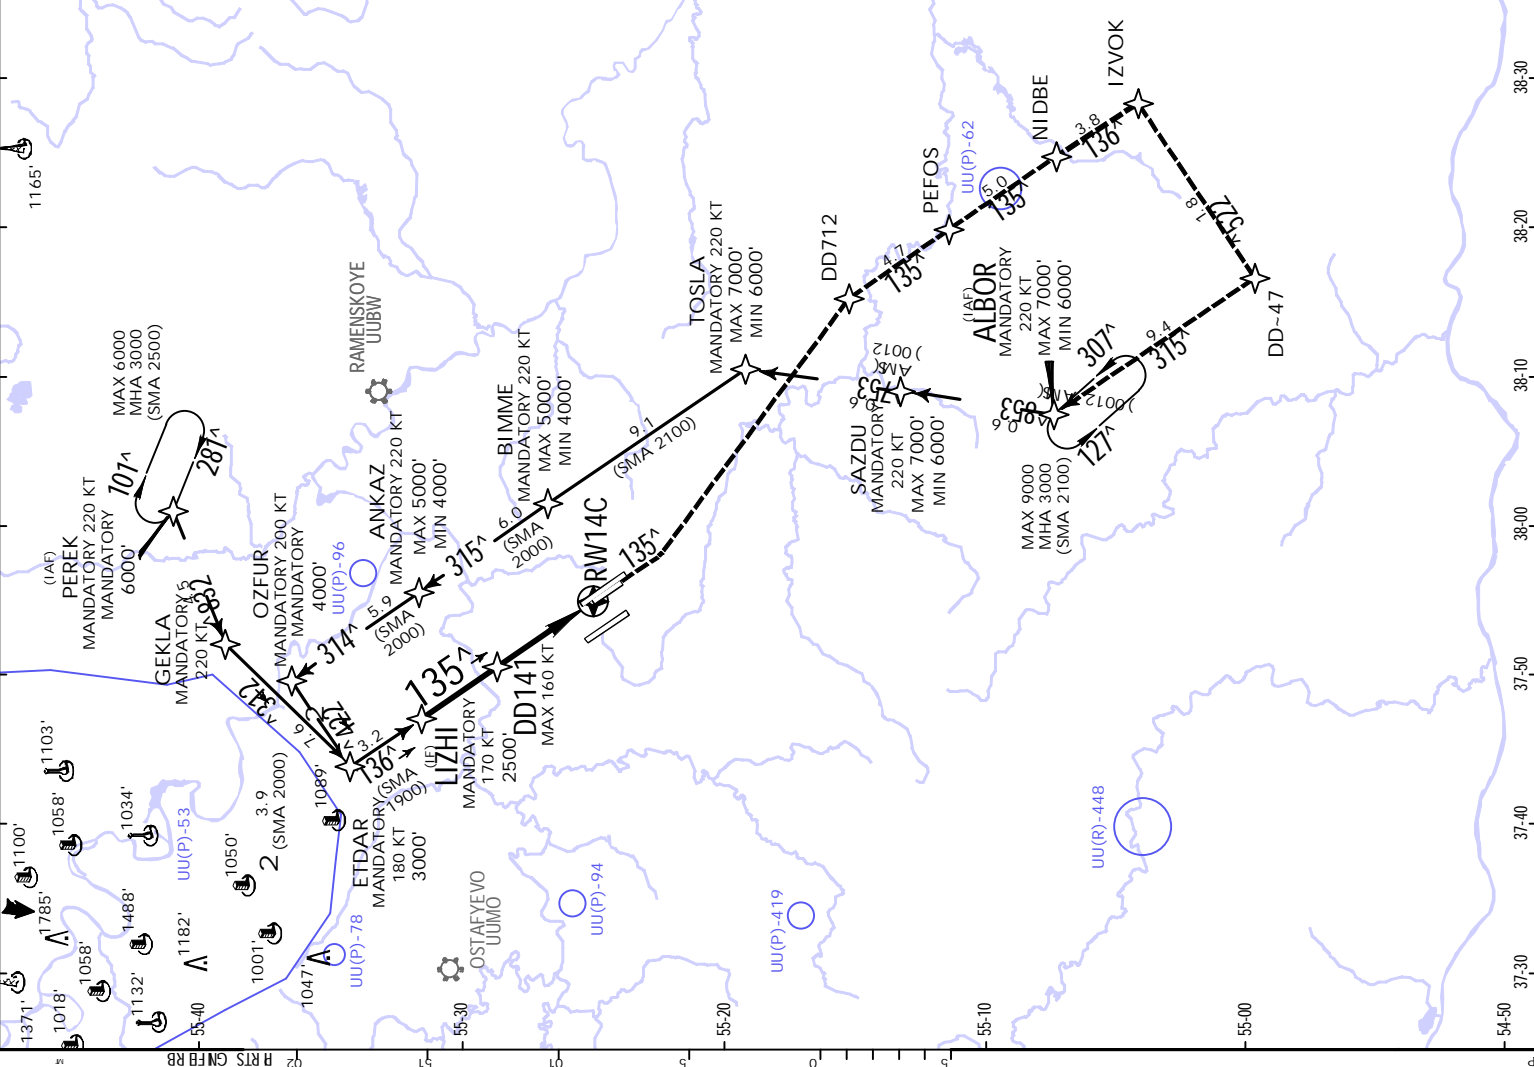 1165'
MAX 6000
MHA 3000
(SMA 2500)
101^
281^
(IAF)
PEREK
MANDATORY 220 KT
MANDATORY
6000'
RAMENSKOYE
UUBW
GEKLA
MANDATORY
220 KT
OZFUR
MANDATORY 200 KT
MANDATORY
4000'
UU(P)-96
ANKAZ
MANDATORY 220 KT
MAX 5000'
MIN 4000'
BIMME
MANDATORY 220 KT
MAX 5000'
MIN 4000'
TOSLA
MANDATORY 220 KT
MAX 7000'
MIN 6000'
9.1
(SMA 2100)
6.0
(SMA
2000)
315^
5.9
(SMA
2000)
314^
7.6
3.2
136^
(SMA
1900)
135^
RW14C
135^
DD141
MAX 160 KT
(IF)
LIZHI
MANDATORY
170 KT
2500'
ETDAR
MANDATORY
180 KT
3000'
3.9
(SMA 2000)
2
DD712
4.7
135^
PEFOS
UU(P)-62
5.0
135^
NIDBE
3.8
136^
IZVOK
1.8
DD~47
9.4
315^
(IAF)
ALBOR
MANDATORY
220 KT
MAX 7000'
MIN 6000'
307^
127^
MAX 9000
MHA 3000
(SMA 2100)
SAZDU
MANDATORY
220 KT
MAX 7000'
MIN 6000'
1103'
1058'
1034'
1100'
1785'
1488'
1182'
1050'
1089'
1001'
1047'
1058'
1132'
1018'
1371'
UU(P)-53
UU(P)-78
OSTAFYEVO
UUMO
UU(P)-94
UU(P)-419
UU(R)-448
55-40
55-30
55-20
55-10
55-00
54-50
38-30
38-20
38-10
38-00
37-50
37-40
37-30